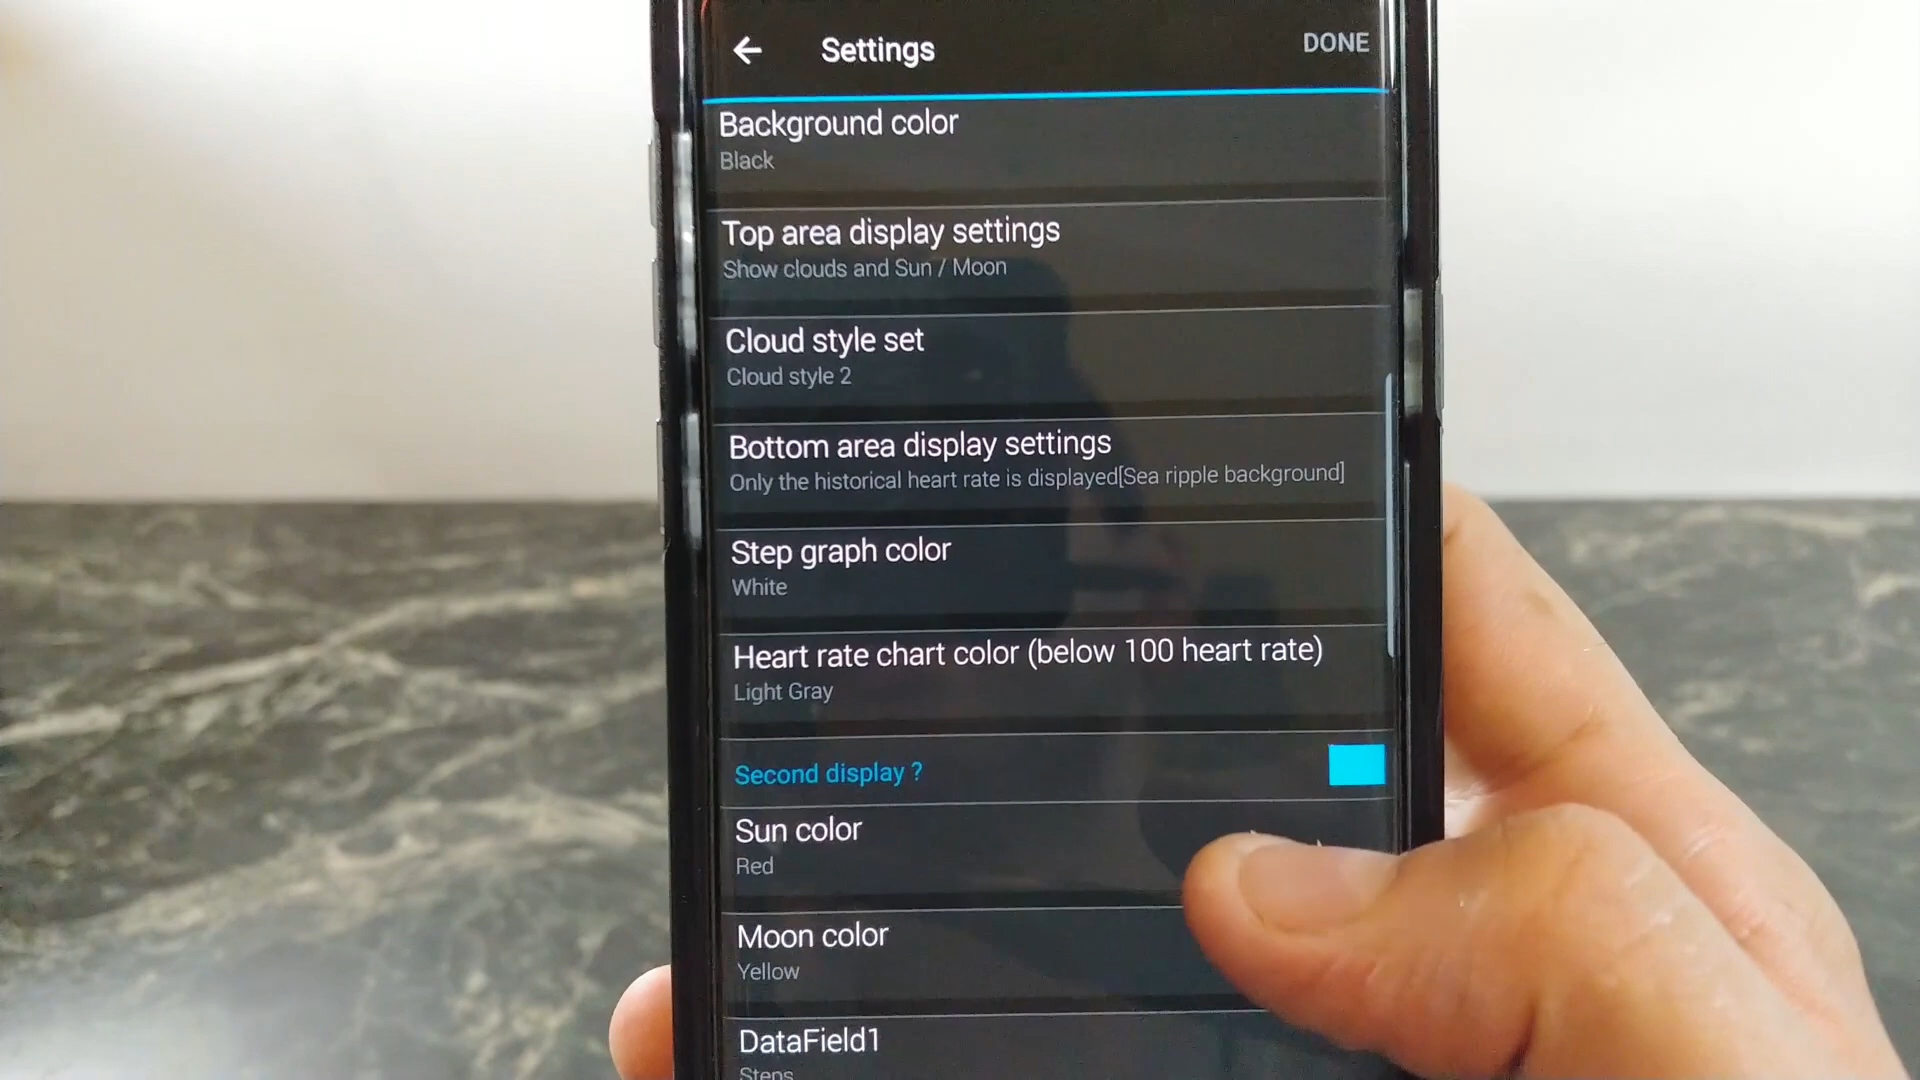 Settings
DONE
Background color
Black
Top area display settings
Show clouds and Sun / Moon
Cloud style set
Cloud style 2
Bottom area display settings
Only the historical heart rate is displayed[Sea ripple background]
Step graph color
White
Heart rate chart color (below 100 heart rate)
Light Gray
Second display ?
Sun color
Red
Moon color
Yellow
DataField1
Steps